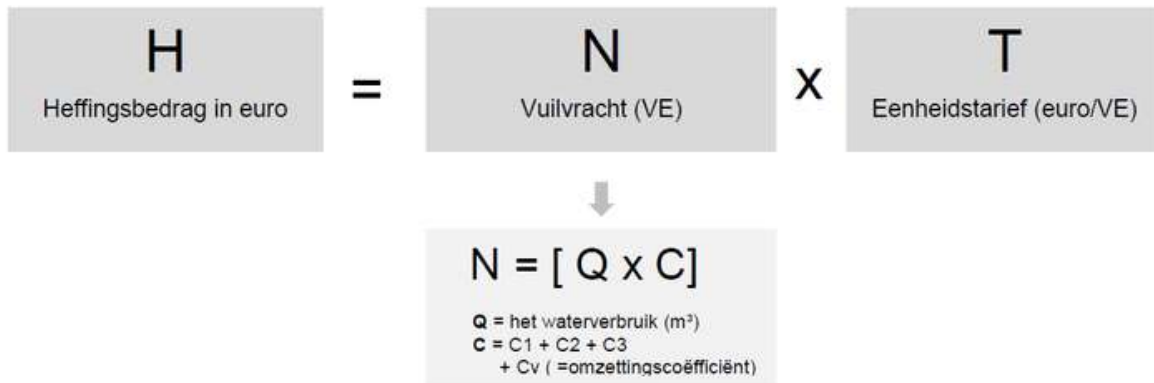 H
Heffingsbedrag in euro
=
N
Vuilvracht (VE)
x
T
Eenheidstarief (euro/VE)
N = [ Q x C]
Q = het waterverbruik (m³)
C = C1 + C2 + C3
+ Cv ( =omzettingscoëfficiënt)